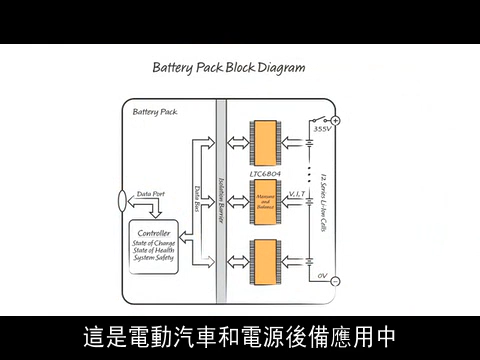 Battery Pack Block Diagram
Battery Pack
355V
LTC6804
Data Port
Data Bus
Isolation Barrier
Measure
and
Balance
V, I, T
12 Series Li-Ion Cells
Controller
State of Charge
State of Health
System Safety
0V
這是電動汽車和電源後備應用中